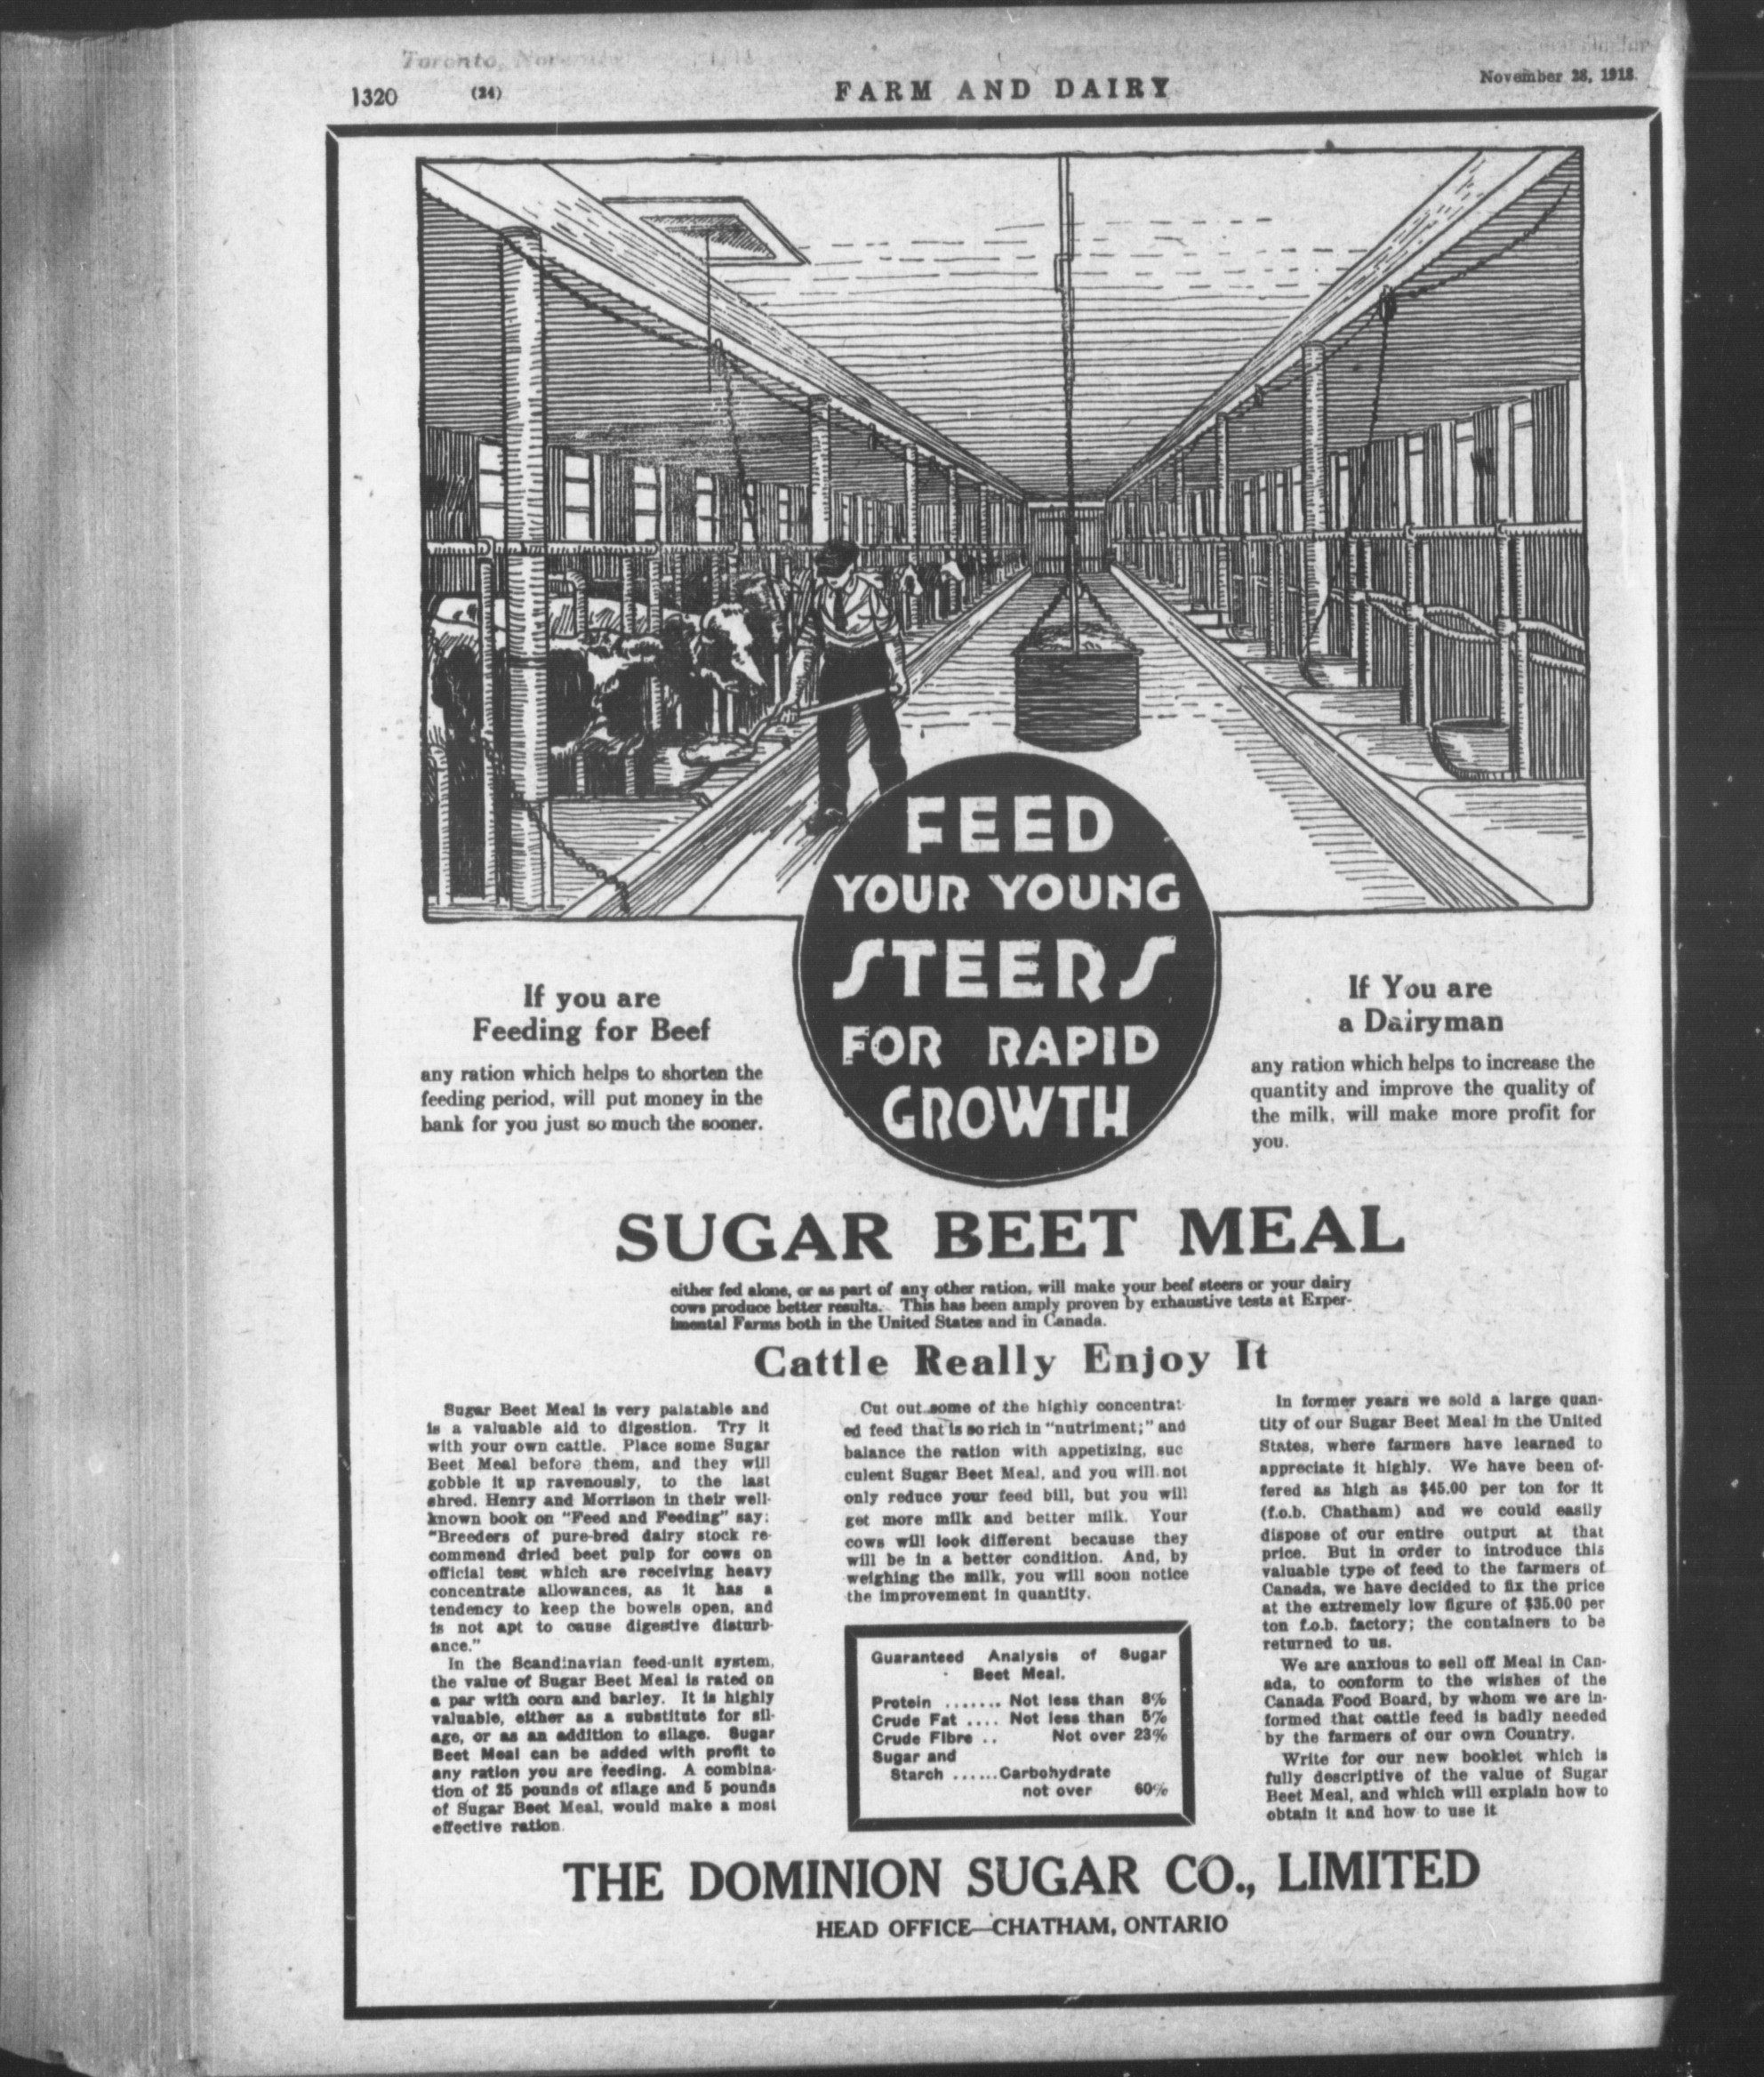 Toronto,
1320 (24) FARM AND DAIRY November 28, 1918.
FEED
YOUR YOUNG
STEERS
FOR RAPID
GROWTH
If you are
Feeding for Beef
any ration which helps to shorten the
feeding period, will put money in the
bank for you just so much the sooner.
If You are
a Dairyman
any ration which helps to increase the
quantity and improve the quality of
the milk, will make more profit for
you.
SUGAR BEET MEAL
either fed alone, or as part of any other ration, will make your beef steers or your dairy
cows produce better results. This has been amply proven by exhaustive tests at Exper-
imental Farms both in the United States and in Canada.
Cattle Really Enjoy It
Sugar Beet Meal is very palatable and
is a valuable aid to digestion. Try it
with your own cattle. Place some Sugar
Beet Meal before them, and they will
gobble it up ravenously, to the last
shred. Henry and Morrison in their well-
known book on "Feed and Feeding" say:
"Breeders of pure-bred dairy stock re-
commend dried beet pulp for cows on
official test which are receiving heavy
concentrate allowances, as it has a
tendency to keep the bowels open, and
is not apt to cause digestive disturb-
ance."
In the Scandinavian feed-unit system,
the value of Sugar Beet Meal is rated on
a par with corn and barley. It is highly
valuable, either as a substitute for sil-
age, or as an addition to silage. Sugar
Beet Meal can be added with profit to
any ration you are feeding. A combina-
tion of 25 pounds of silage and 5 pounds
of Sugar Beet Meal, would make a most
effective ration.
Cut out some of the highly concentrat-
ed feed that is so rich in "nutriment;" and
balance the ration with appetizing, suc
culent Sugar Beet Meal, and you will not
only reduce your feed bill, but you will
get more milk and better milk. Your
cows will look different because they
will be in a better condition. And, by
weighing the milk, you will soon notice
the improvement in quantity.
Guaranteed Analysis of Sugar
Beet Meal.
Protein ....... Not less than 8%
Crude Fat .... Not less than 5%
Crude Fibre .. Not over 23%
Sugar and
Starch ......Carbohydrate
not over 60%
In former years we sold a large quan-
tity of our Sugar Beet Meal in the United
States, where farmers have learned to
appreciate it highly. We have been of-
fered as high as $45.00 per ton for it
(f.o.b. Chatham) and we could easily
dispose of our entire output at that
price. But in order to introduce this
valuable type of feed to the farmers of
Canada, we have decided to fix the price
at the extremely low figure of $35.00 per
ton f.o.b. factory; the containers to be
returned to us.
We are anxious to sell off Meal in Can-
ada, to conform to the wishes of the
Canada Food Board, by whom we are in-
formed that cattle feed is badly needed
by the farmers of our own Country.
Write for our new booklet which is
fully descriptive of the value of Sugar
Beet Meal, and which will explain how to
obtain it and how to use it
THE DOMINION SUGAR CO., LIMITED
HEAD OFFICE—CHATHAM, ONTARIO